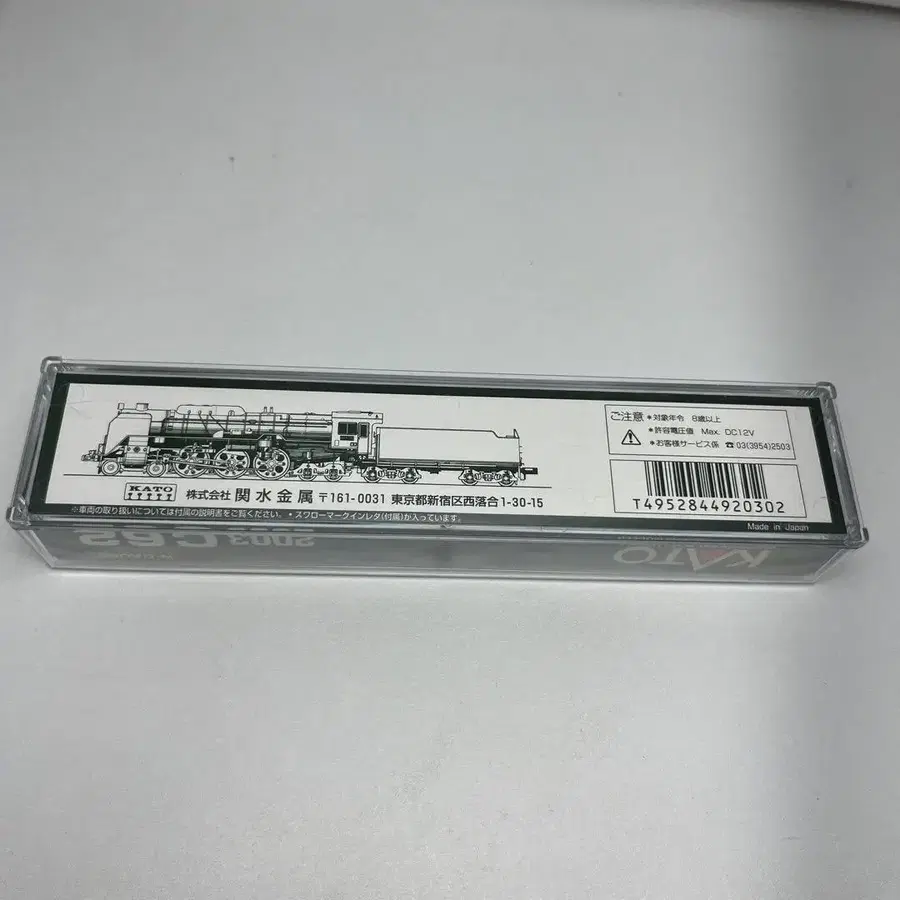 ご注意
*対象年令 8歳以上
*許容電圧値 Max. DC12V
*お客様サービス係 ☎03(3954)2503
T4952844920302
Made in Japan
KATO
株式会社 関水金属 〒161-0031 東京都新宿区西落合1-30-15
※車両の取り扱いについては付属の説明書をご覧ください。 ・スワローマークインレタ(付属)が入っています。
C62
2003
KATO